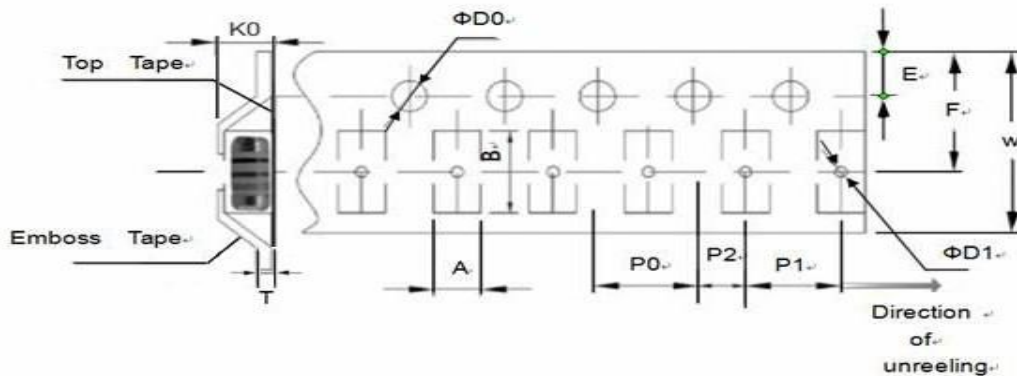 K0
ΦD0
Top Tape
E
F
W
B
Emboss Tape
A
P0
P2
P1
ΦD1
T
Direction
of
unreeling